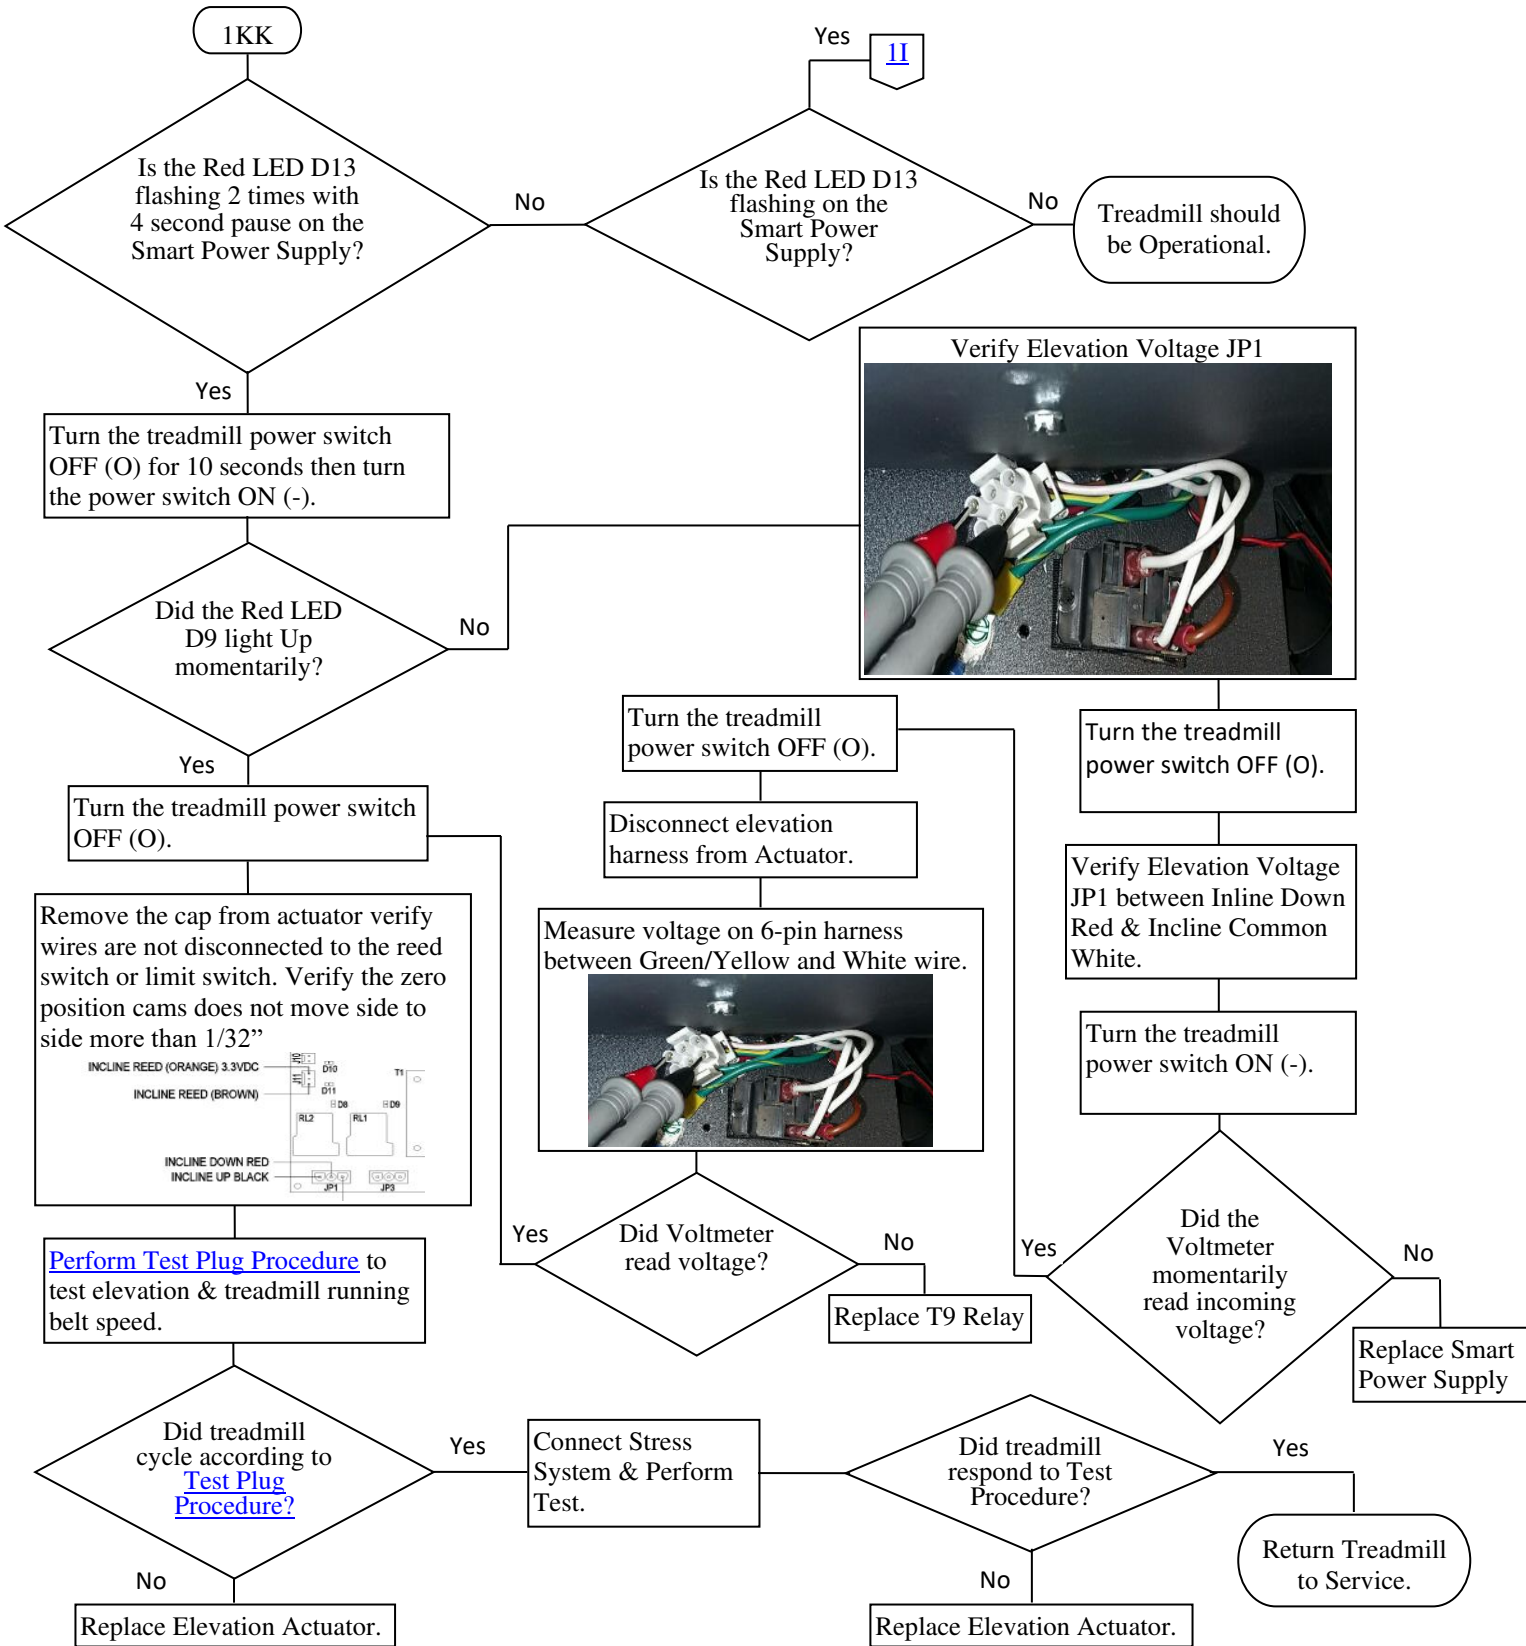 1KK
Yes
1I
Is the Red LED D13
flashing 2 times with
4 second pause on the
Smart Power Supply?
No
Is the Red LED D13
flashing on the
Smart Power
Supply?
No
Treadmill should
be Operational.
Yes
Turn the treadmill power switch
OFF (O) for 10 seconds then turn
the power switch ON (-).
Verify Elevation Voltage JP1
Did the Red LED
D9 light Up
momentarily?
No
Yes
Turn the treadmill power switch
OFF (O).
Turn the treadmill
power switch OFF (O).
Turn the treadmill
power switch OFF (O).
Disconnect elevation
harness from Actuator.
Verify Elevation Voltage
JP1 between Inline Down
Red & Incline Common
White.
Remove the cap from actuator verify
wires are not disconnected to the reed
switch or limit switch. Verify the zero
position cams does not move side to
side more than 1/32”
INCLINE REED (ORANGE) 3.3VDC
INCLINE REED (BROWN)
J10
J11
D10
D11
T1
D8
D9
RL2
RL1
INCLINE DOWN RED
INCLINE UP BLACK
JP1
JP3
Measure voltage on 6-pin harness
between Green/Yellow and White wire.
Turn the treadmill
power switch ON (-).
Yes
Did Voltmeter
read voltage?
No
Replace T9 Relay
Yes
Did the
Voltmeter
momentarily
read incoming
voltage?
No
Replace Smart
Power Supply
Perform Test Plug Procedure to
test elevation & treadmill running
belt speed.
Did treadmill
cycle according to
Test Plug
Procedure?
Yes
Connect Stress
System & Perform
Test.
Did treadmill
respond to Test
Procedure?
Yes
Return Treadmill
to Service.
No
Replace Elevation Actuator.
No
Replace Elevation Actuator.